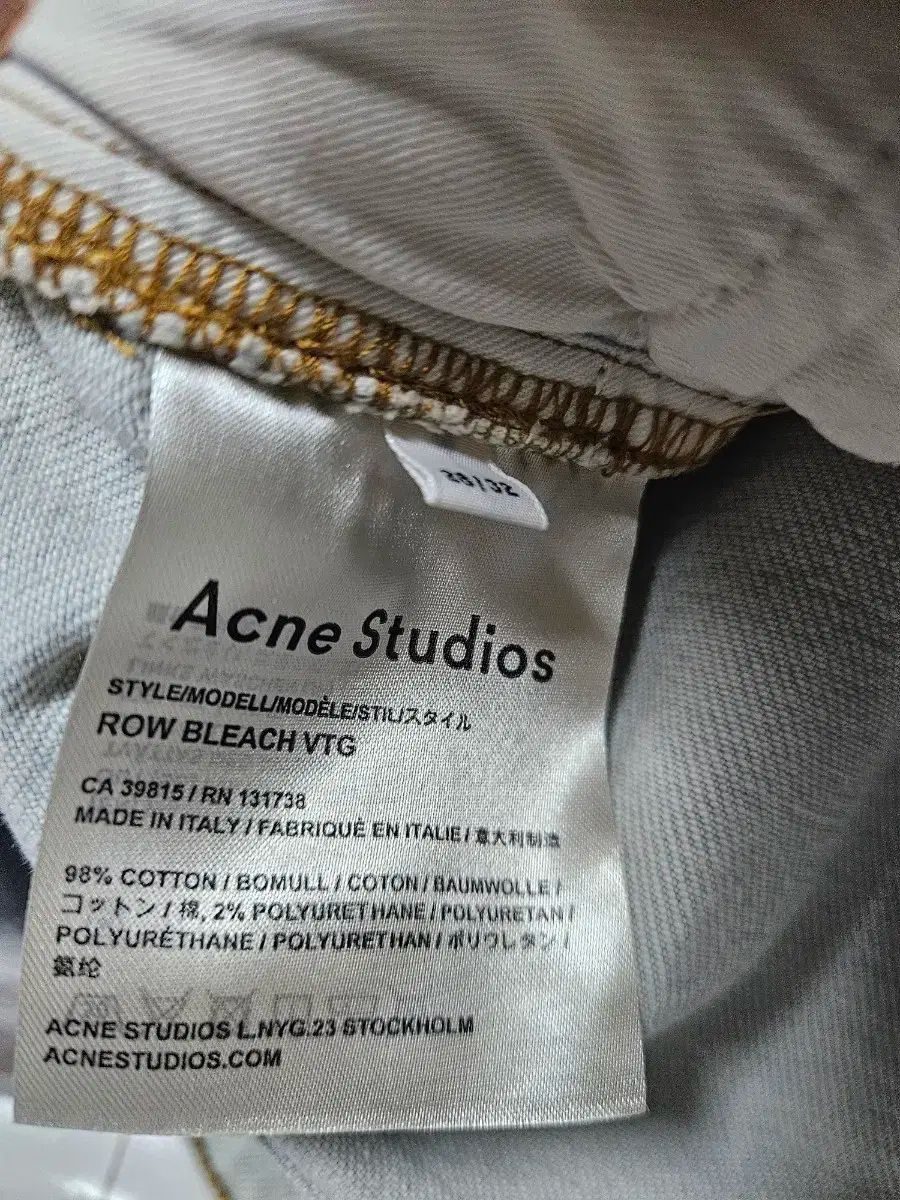 28/32
Acne Studios
STYLE/MODELL/MODÈLE/STIL/スタイル
ROW BLEACH VTG
CA 39815 / RN 131738
MADE IN ITALY / FABRIQUÉ EN ITALIE / 意大利制造
98% COTTON / BOMULL / COTON / BAUMWOLLE /
コットン / 棉, 2% POLYURETHANE / POLYURETAN /
POLYURÉTHANE / POLYURETHAN / ポリウレタン /
氨纶
ACNE STUDIOS L.NYG.23 STOCKHOLM
ACNESTUDIOS.COM